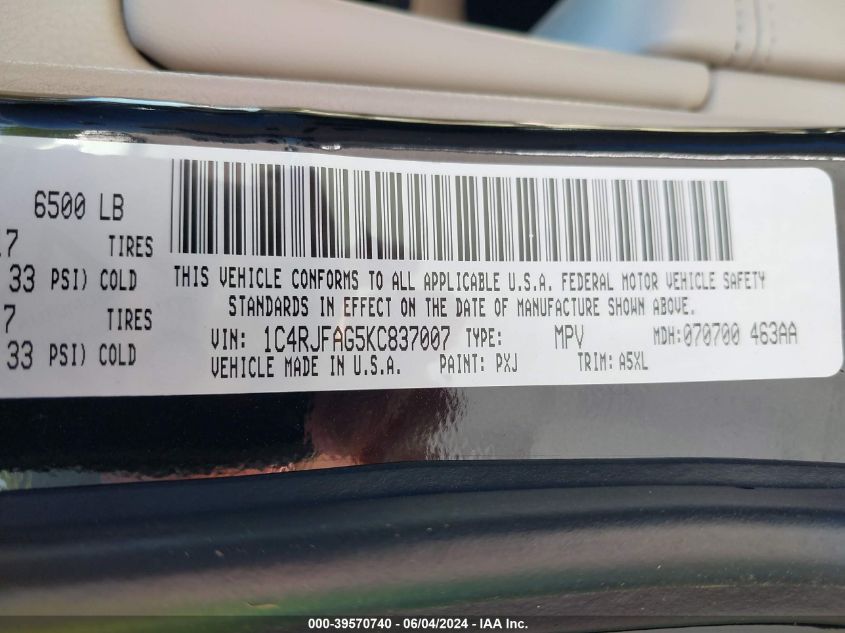 6500 LB
17 TIRES
33 PSI) COLD
7 TIRES
33 PSI) COLD
THIS VEHICLE CONFORMS TO ALL APPLICABLE U.S.A. FEDERAL MOTOR VEHICLE SAFETY
STANDARDS IN EFFECT ON THE DATE OF MANUFACTURE SHOWN ABOVE.
VIN: 1C4RJFAG5KC837007 TYPE: MPV MDH:070700 463AA
VEHICLE MADE IN U.S.A. PAINT: PXJ TRIM: A5XL
000-39570740 - 06/04/2024 - IAA Inc.